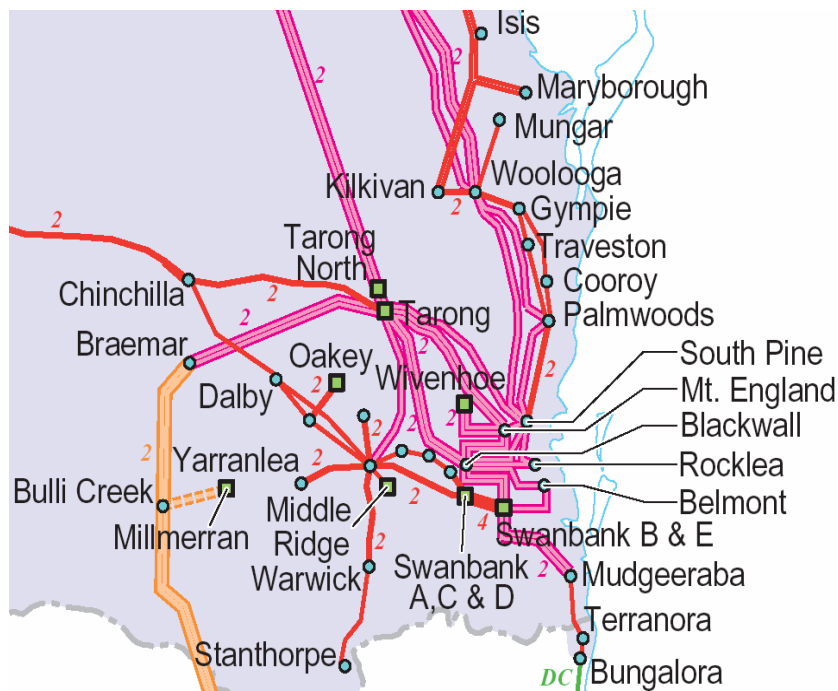 Isis
2
2
Maryborough
Mungar
Woolooga
Kilkivan
2
Gympie
2
Tarong
North
Traveston
2
Cooroy
Chinchilla
Tarong
Palmwoods
2
Braemar
2
Oakey
Wivenhoe
South Pine
2
Mt. England
Dalby
2
2
Blackwall
2
Yarranlea
2
Rocklea
Bulli Creek
2
4
Belmont
Millmerran
Middle
Ridge
Swanbank B & E
Warwick
2
Swanbank
A,C & D
2
Mudgeeraba
Terranora
Stanthorpe
DC
Bungalora